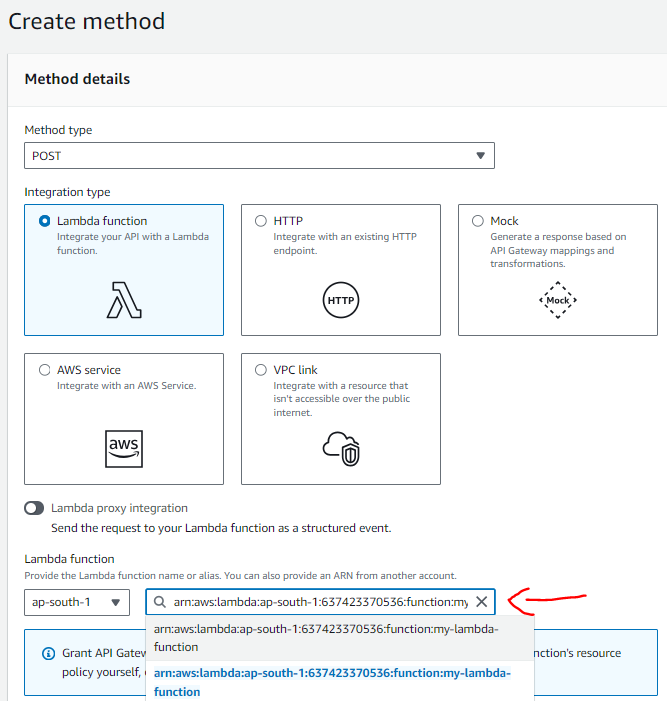 Create method
Method details
Method type
POST
Integration type
Lambda function
Integrate your API with a Lambda
function.
HTTP
Integrate with an existing HTTP
endpoint.
HTTP
Mock
Generate a response based on
API Gateway mappings and
transformations.
Mock
AWS service
Integrate with an AWS Service.
aws
VPC link
Integrate with a resource that
isn't accessible over the public
internet.
Lambda proxy integration
Send the request to your Lambda function as a structured event.
Lambda function
Provide the Lambda function name or alias. You can also provide an ARN from another account.
ap-south-1
arn:aws:lambda:ap-south-1:637423370536:function:my
arn:aws:lambda:ap-south-1:637423370536:function:my-lambda-
function
Grant API Gatew nction's resource
policy yourself,
arn:aws:lambda:ap-south-1:637423370536:function:my-lambda-
function